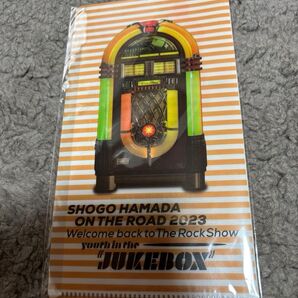 SHOGO HAMADA
ON THE ROAD 2023
Welcome back to The Rock Show
youth in the
"JUKEBOX"